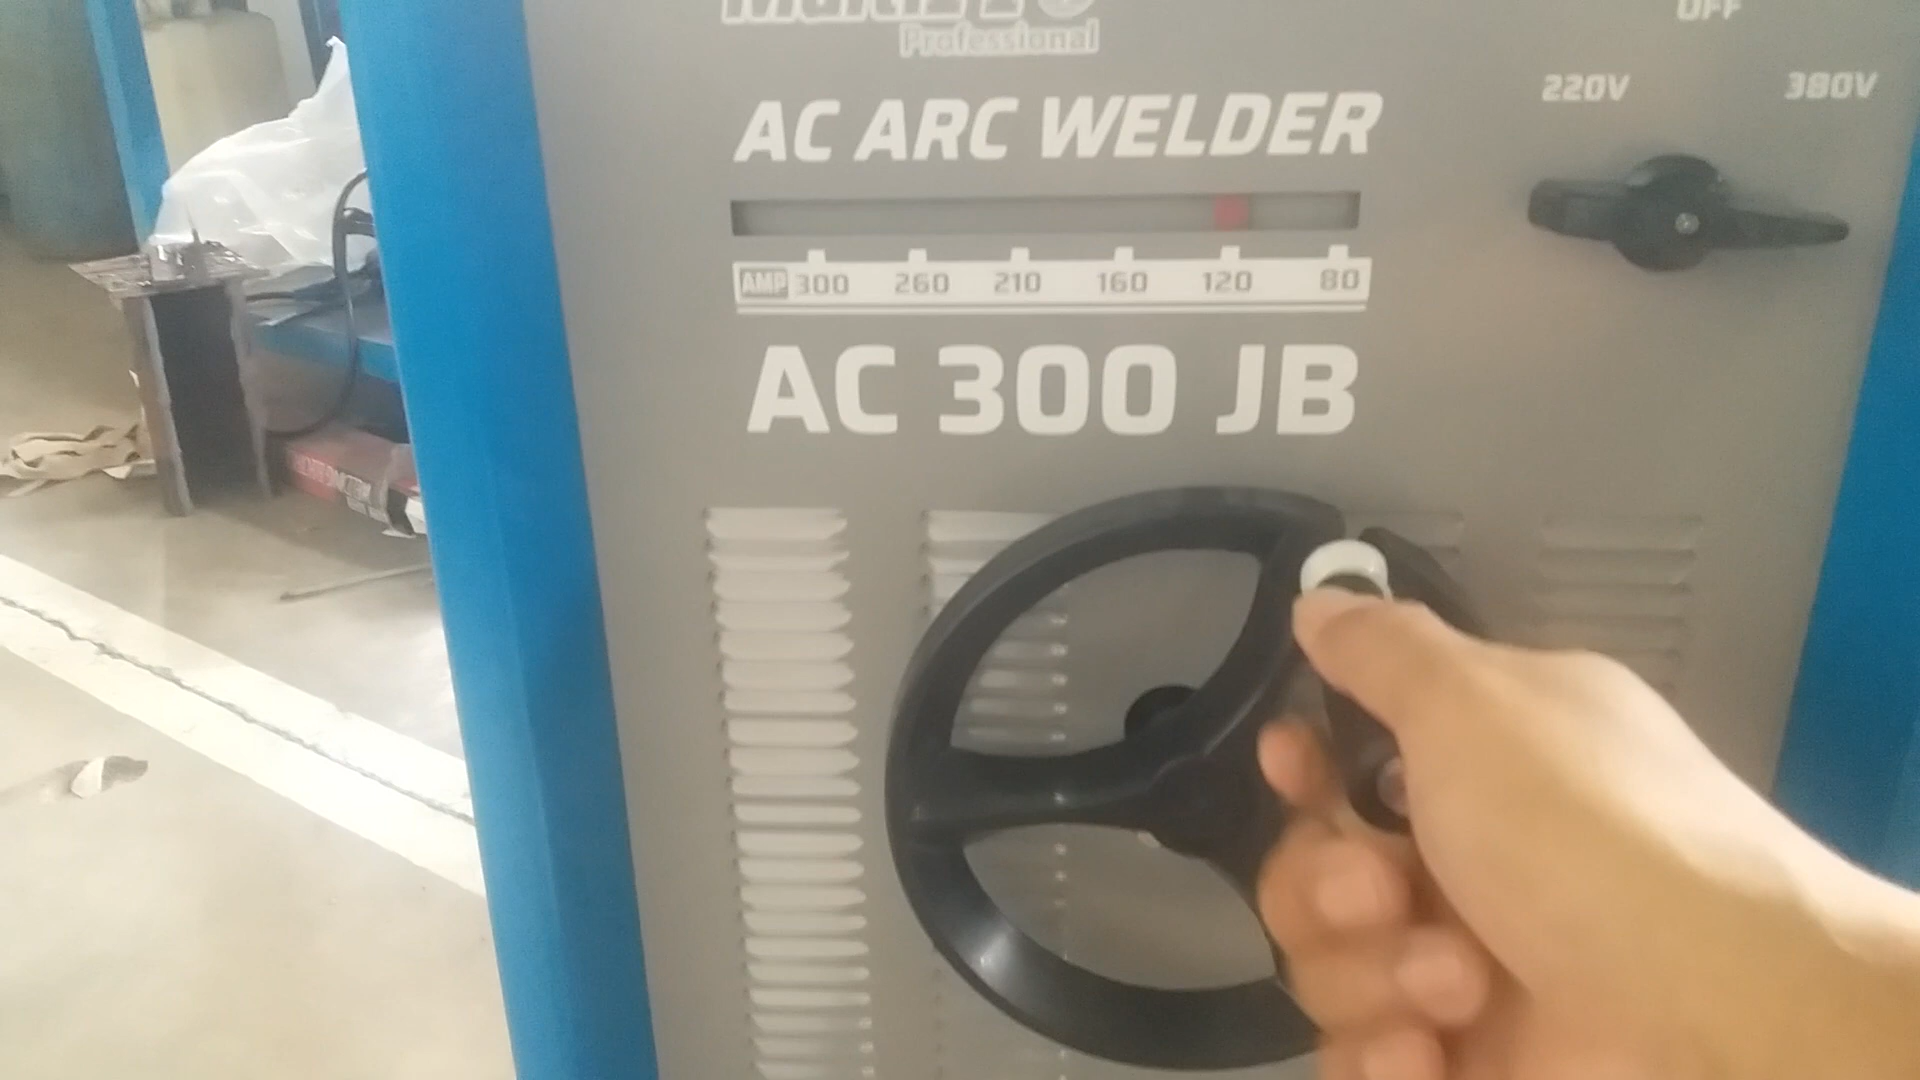 Professional
OFF
220V 380V
AC ARC WELDER
AMP 300 260 210 160 120 80
AC 300 JB